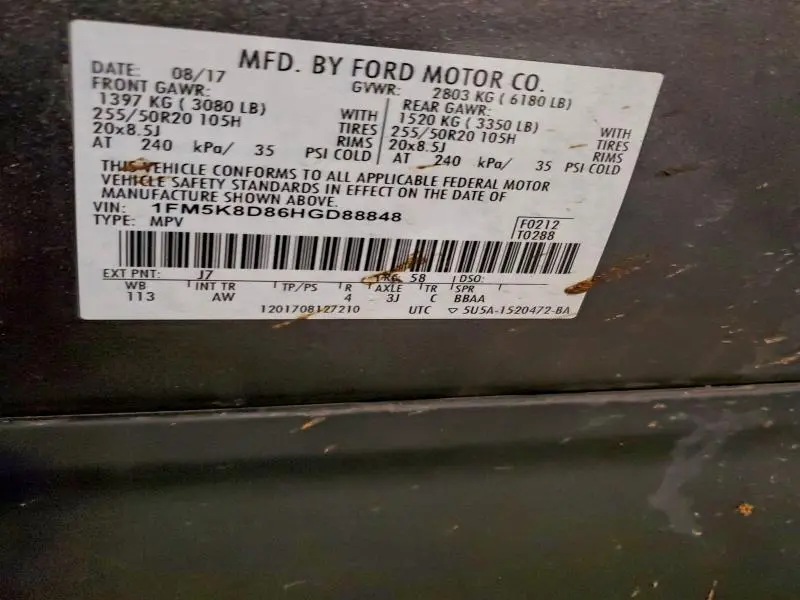 MFD. BY FORD MOTOR CO.
DATE: 08/17 GVWR: 2803 KG ( 6180 LB)
FRONT GAWR: REAR GAWR:
1397 KG ( 3080 LB) WITH 1520 KG ( 3350 LB) WITH
255/50R20 105H TIRES 255/50R20 105H TIRES
20x8.5J RIMS 20x8.5J RIMS
AT 240 kPa/ 35 PSI COLD AT 240 kPa/ 35 PSI COLD
THIS VEHICLE CONFORMS TO ALL APPLICABLE FEDERAL MOTOR
VEHICLE SAFETY STANDARDS IN EFFECT ON THE DATE OF
MANUFACTURE SHOWN ABOVE.
VIN: 1FM5K8D86HGD88848
TYPE: MPV
F0212
T0288
EXT PNT: J7 58 DSO:
WB INT TR TP/PS R AXLE TR SPR
113 AW 4 3J C BBAA
1201708127210 UTC ▽ 5U5A-1520472-BA